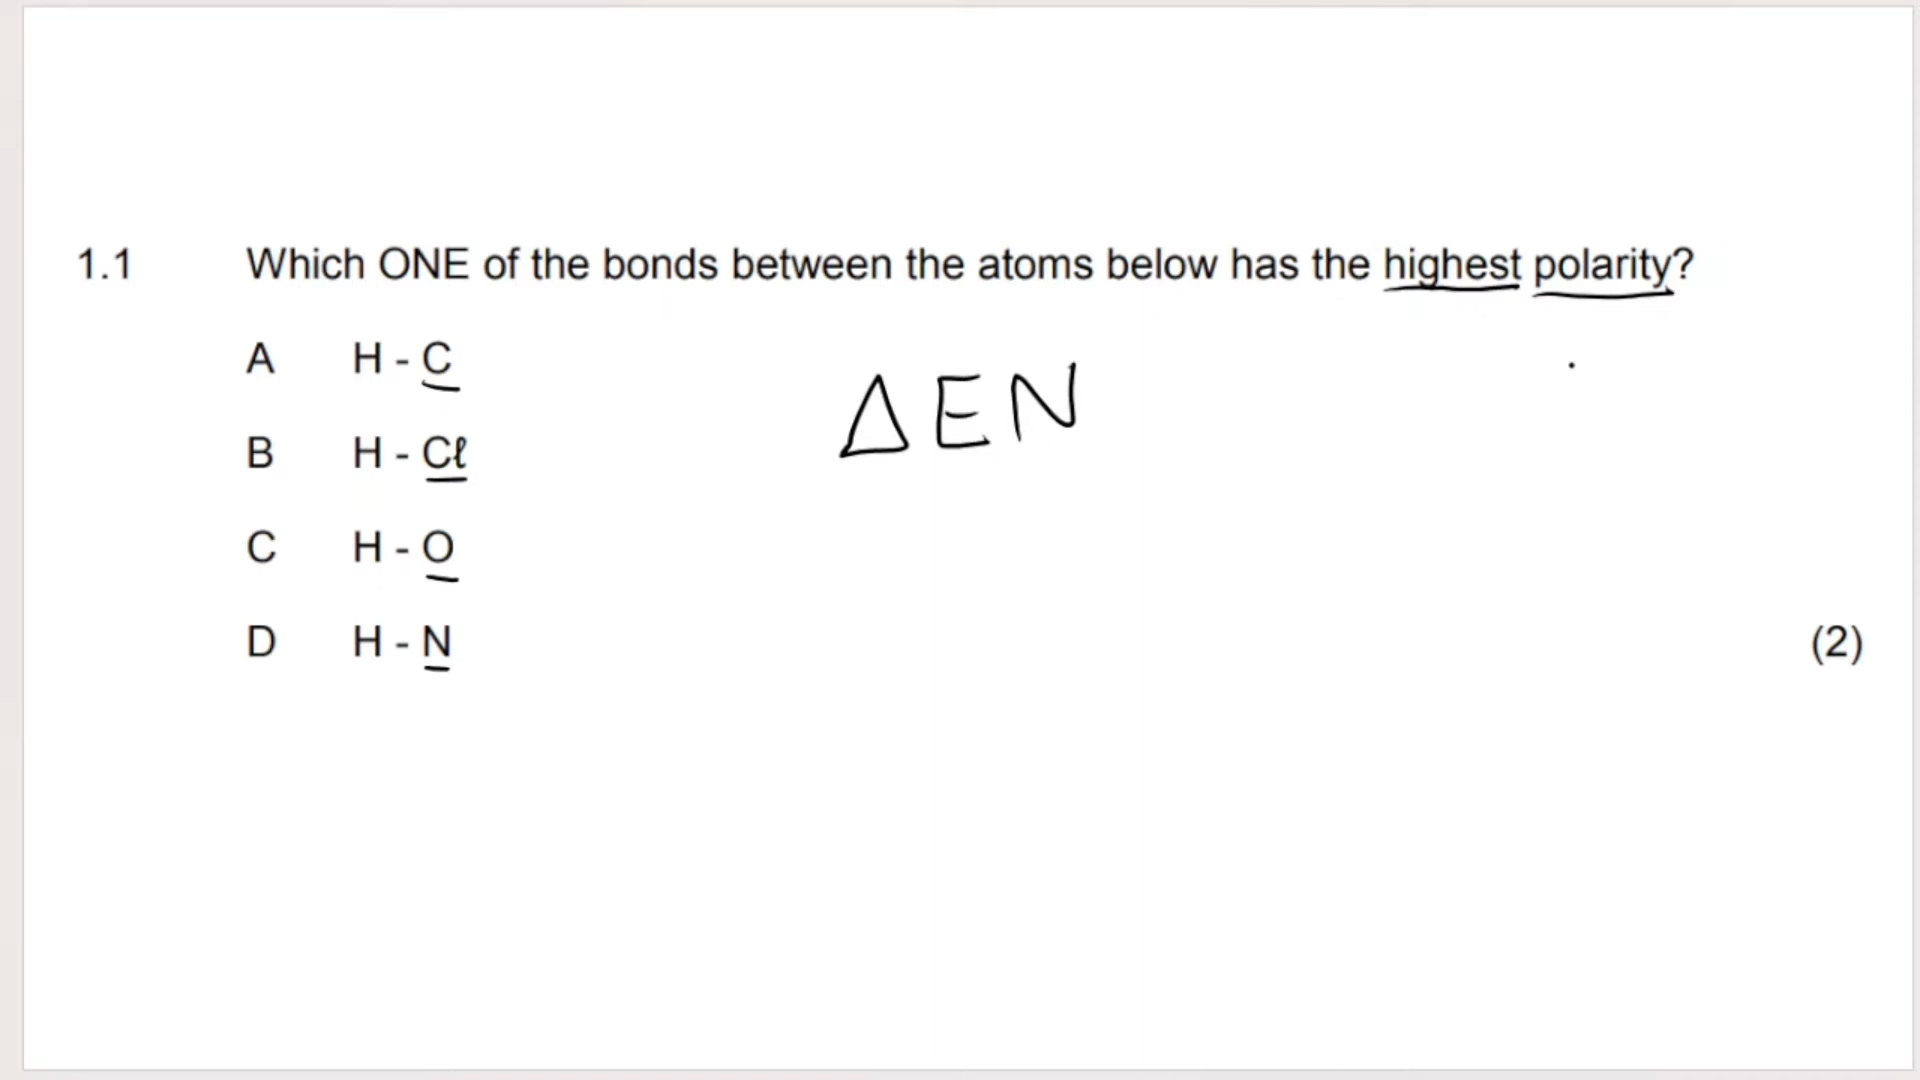 1.1 Which ONE of the bonds between the atoms below has the highest polarity?
A H - C
ΔEN
B H - Cℓ
C H - O
D H - N (2)